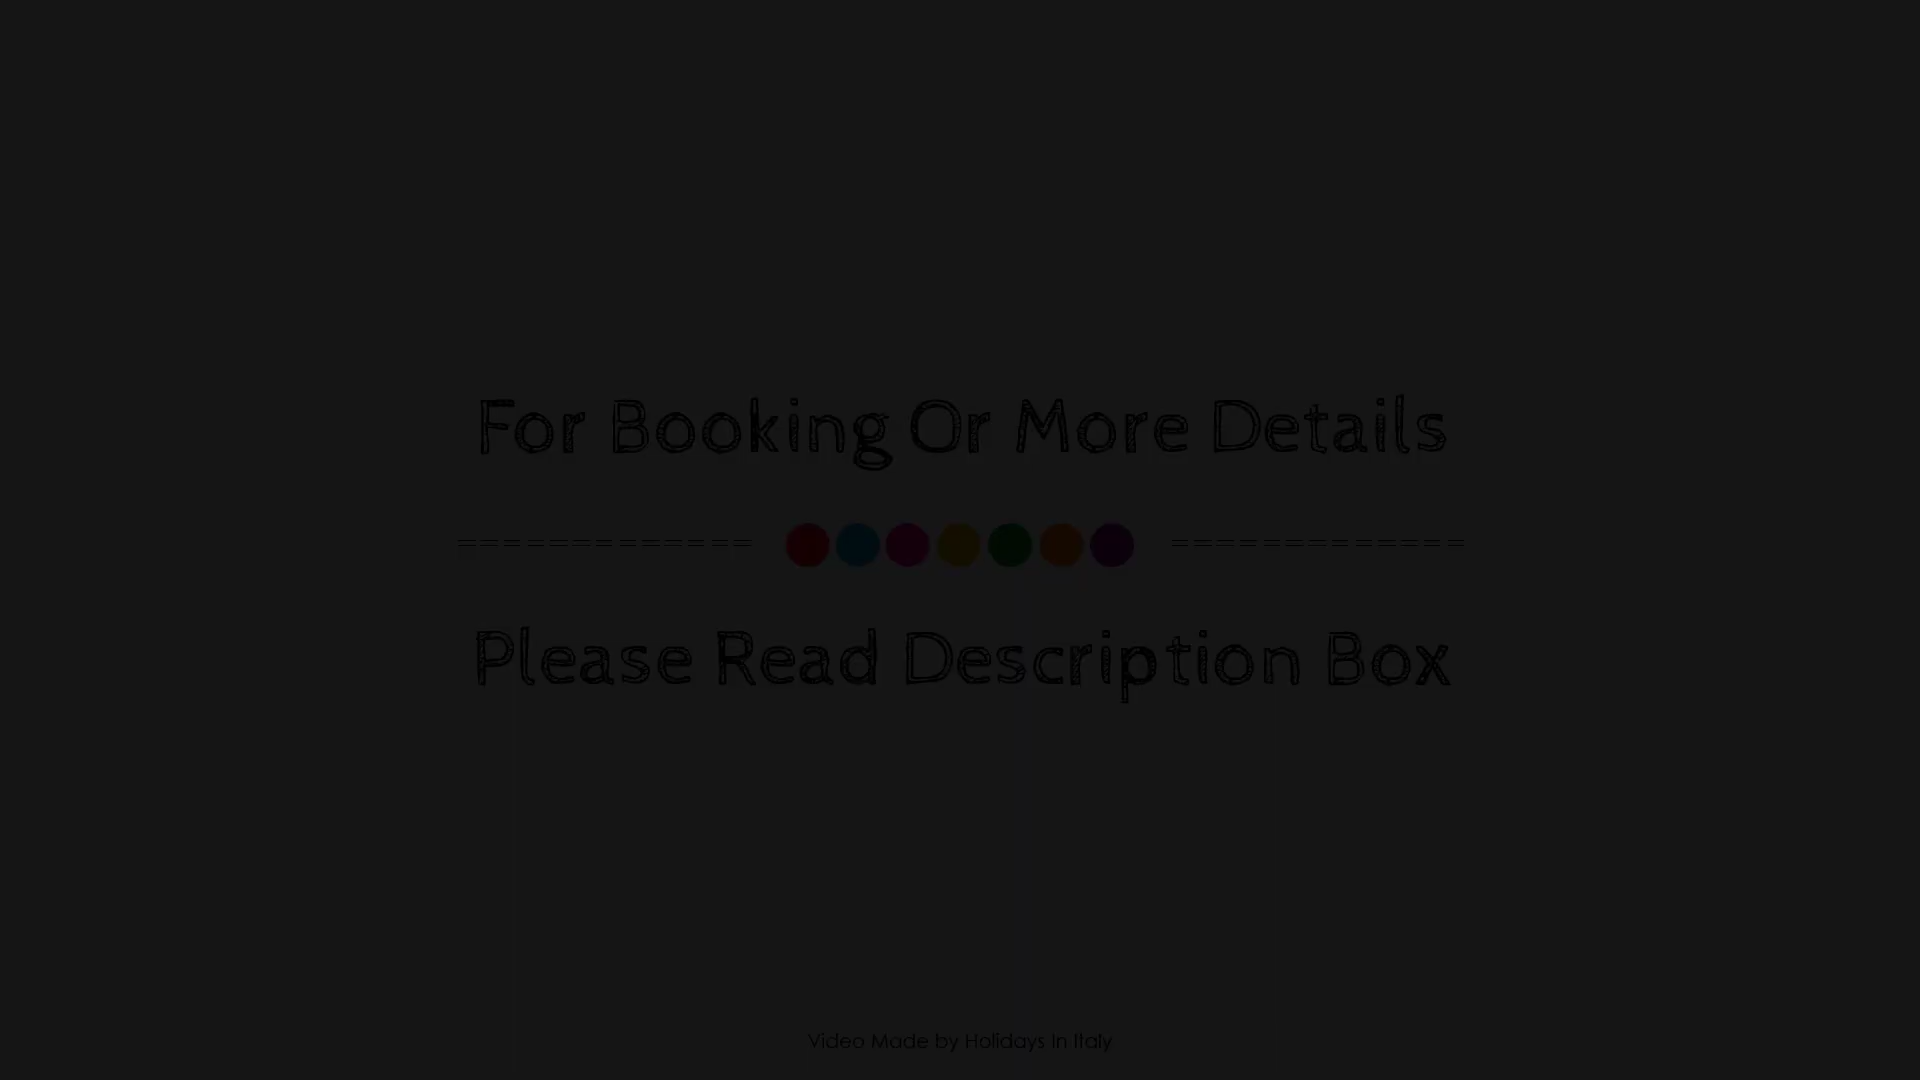 For Booking Or More Details
============= =============
Please Read Description Box
Video Made by Holidays In Italy